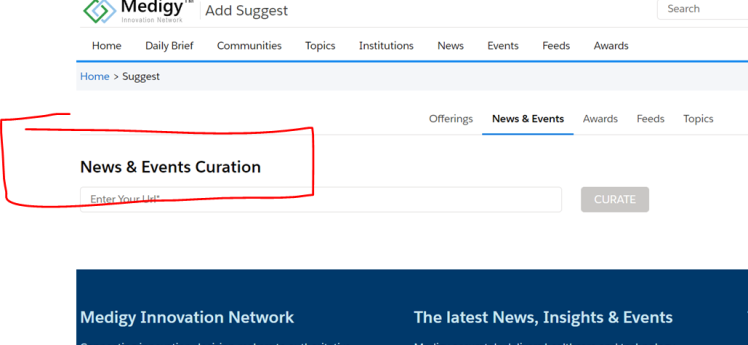 Medigy™ Add Suggest Search
Innovation Network
Home Daily Brief Communities Topics Institutions News Events Feeds Awards
Home > Suggest
Offerings News & Events Awards Feeds Topics
News & Events Curation
Enter Your Url*
CURATE
Medigy Innovation Network
The latest News, Insights & Events